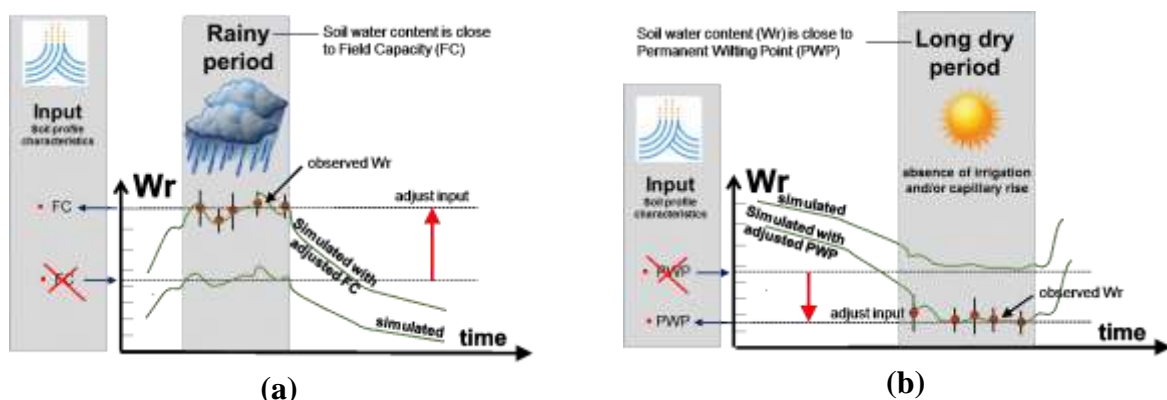 Rainy
period
Soil water content is close
to Field Capacity (FC)
Input
Soil profile
characteristics
observed Wr
Wr
FC
adjust input
Simulated with
adjusted FC
FC
simulated
time
(a)
Soil water content (Wr) is close to
Permanent Wilting Point (PWP)
Long dry
period
absence of irrigation
and/or capillary rise
Input
Soil profile
characteristics
Wr
simulated
Simulated with
adjusted PWP
PWP
observed Wr
adjust input
PWP
time
(b)